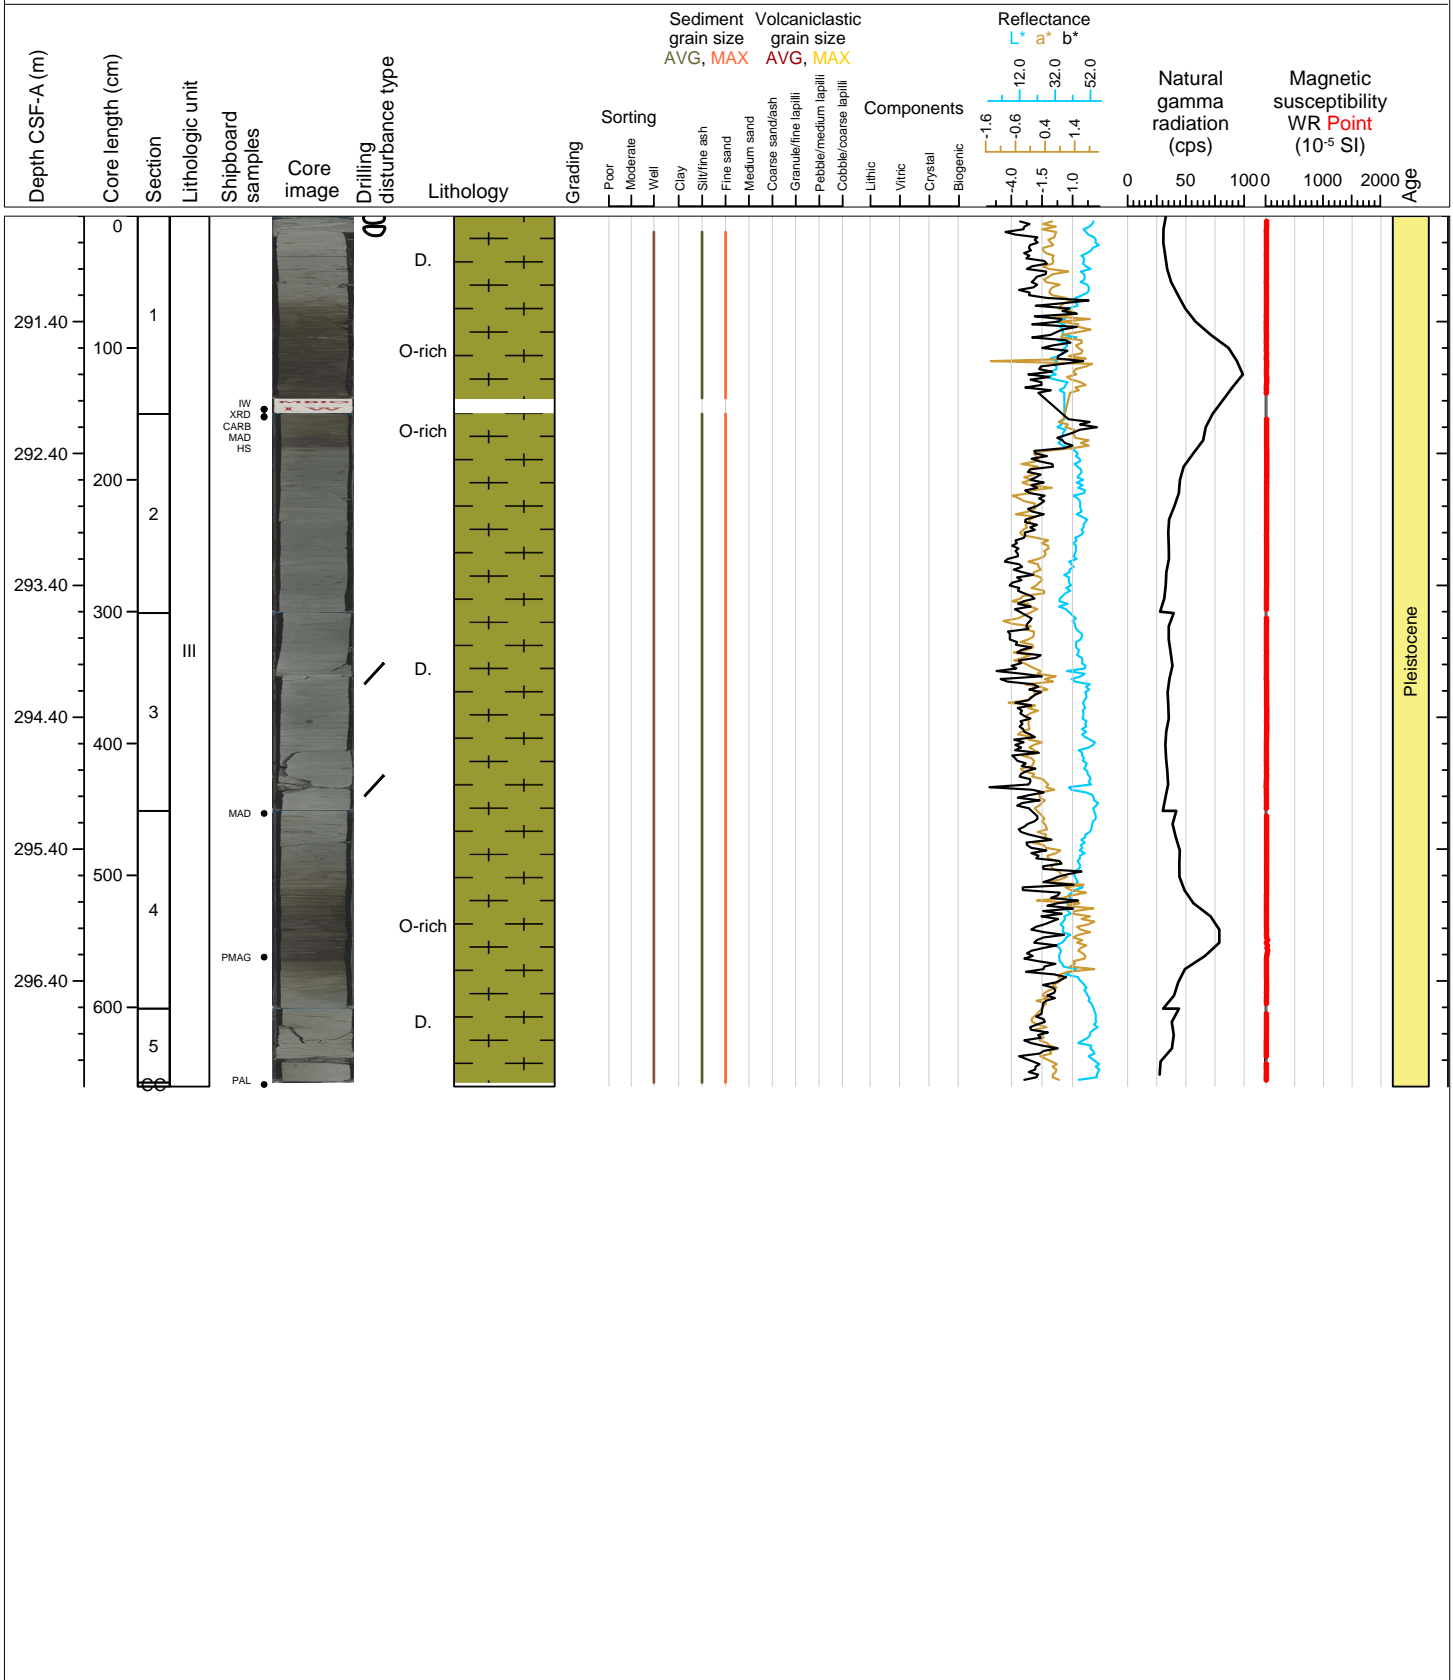 Depth CSF-A (m)
Core length (cm)
Section
Lithologic unit
Shipboard
samples
Core
image
Drilling
disturbance type
Lithology
Grading
Sorting
Poor
Moderate
Well
Sediment
grain size
AVG, MAX
Volcaniclastic
grain size
AVG, MAX
Clay
Silt/fine ash
Fine sand
Medium sand
Coarse sand/ash
Granule/fine lapilli
Pebble/medium lapilli
Cobble/coarse lapilli
Components
Lithic
Vitric
Crystal
Biogenic
Reflectance
L* a* b*
12.0 32.0 52.0
-1.6 -0.6 0.4 1.4
-4.0 -1.5 1.0
Natural
gamma
radiation
(cps)
0 50 100
Magnetic
susceptibility
WR Point
(10-5 SI)
0 1000 2000
Age
0
100
200
300
400
500
600
291.40
292.40
293.40
294.40
295.40
296.40
1
2
3
4
5
CC
III
IW
XRD
CARB
MAD
HS
MAD
PMAG
PAL
MBIO
I W
D.
O-rich
O-rich
D.
O-rich
D.
Pleistocene